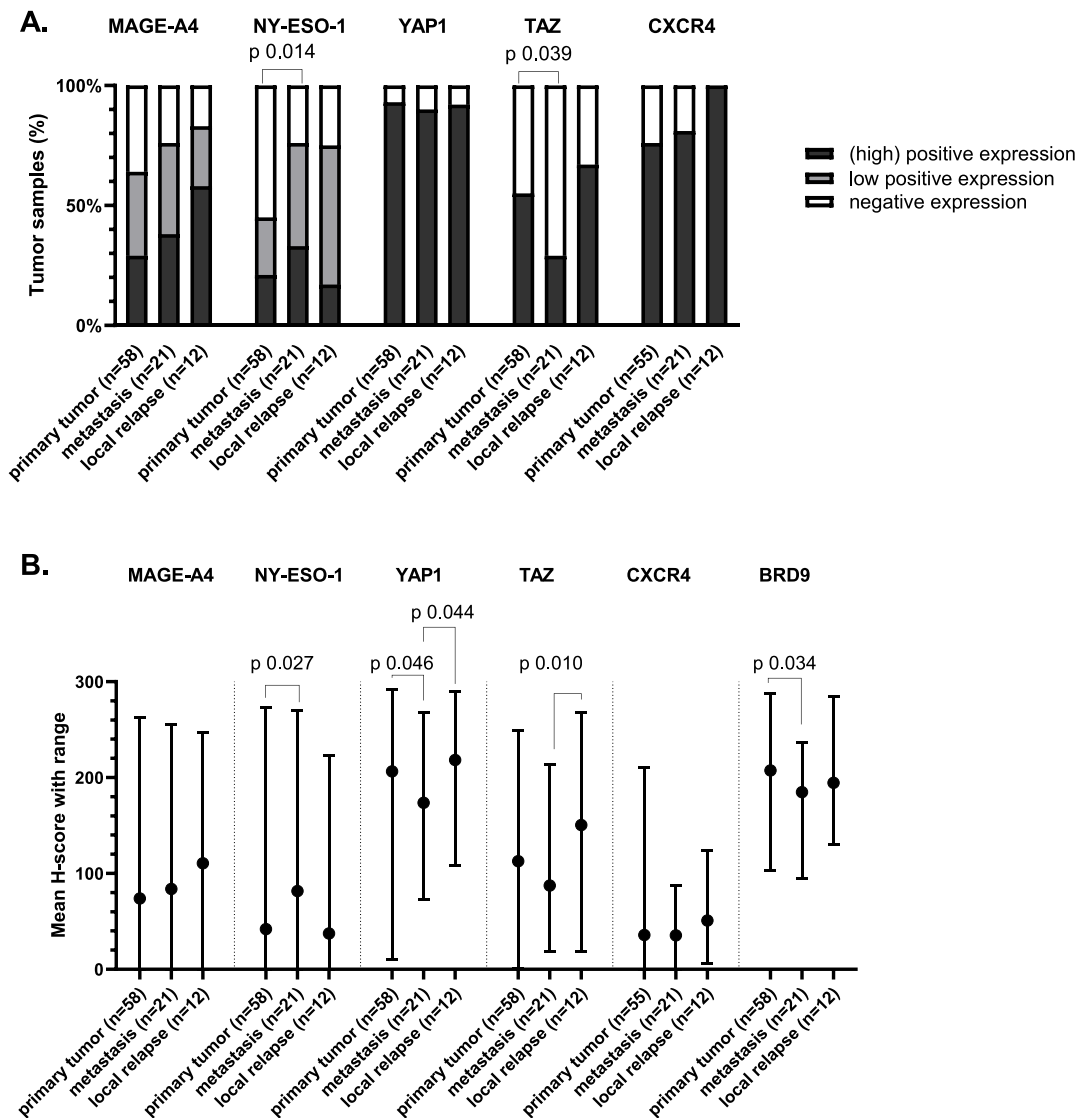 A.
MAGE-A4 NY-ESO-1 YAP1 TAZ CXCR4
p 0.014 p 0.039
100%
50%
0%
Tumor samples (%)
(high) positive expression
low positive expression
negative expression
primary tumor (n=58)
metastasis (n=21)
local relapse (n=12)
primary tumor (n=58)
metastasis (n=21)
local relapse (n=12)
primary tumor (n=58)
metastasis (n=21)
local relapse (n=12)
primary tumor (n=58)
metastasis (n=21)
local relapse (n=12)
primary tumor (n=55)
metastasis (n=21)
local relapse (n=12)
B.
MAGE-A4 NY-ESO-1 YAP1 TAZ CXCR4 BRD9
p 0.044
p 0.027 p 0.046 p 0.010 p 0.034
300
200
100
0
Mean H-score with range
primary tumor (n=58)
metastasis (n=21)
local relapse (n=12)
primary tumor (n=58)
metastasis (n=21)
local relapse (n=12)
primary tumor (n=58)
metastasis (n=21)
local relapse (n=12)
primary tumor (n=58)
metastasis (n=21)
local relapse (n=12)
primary tumor (n=55)
metastasis (n=21)
local relapse (n=12)
primary tumor (n=58)
metastasis (n=21)
local relapse (n=12)